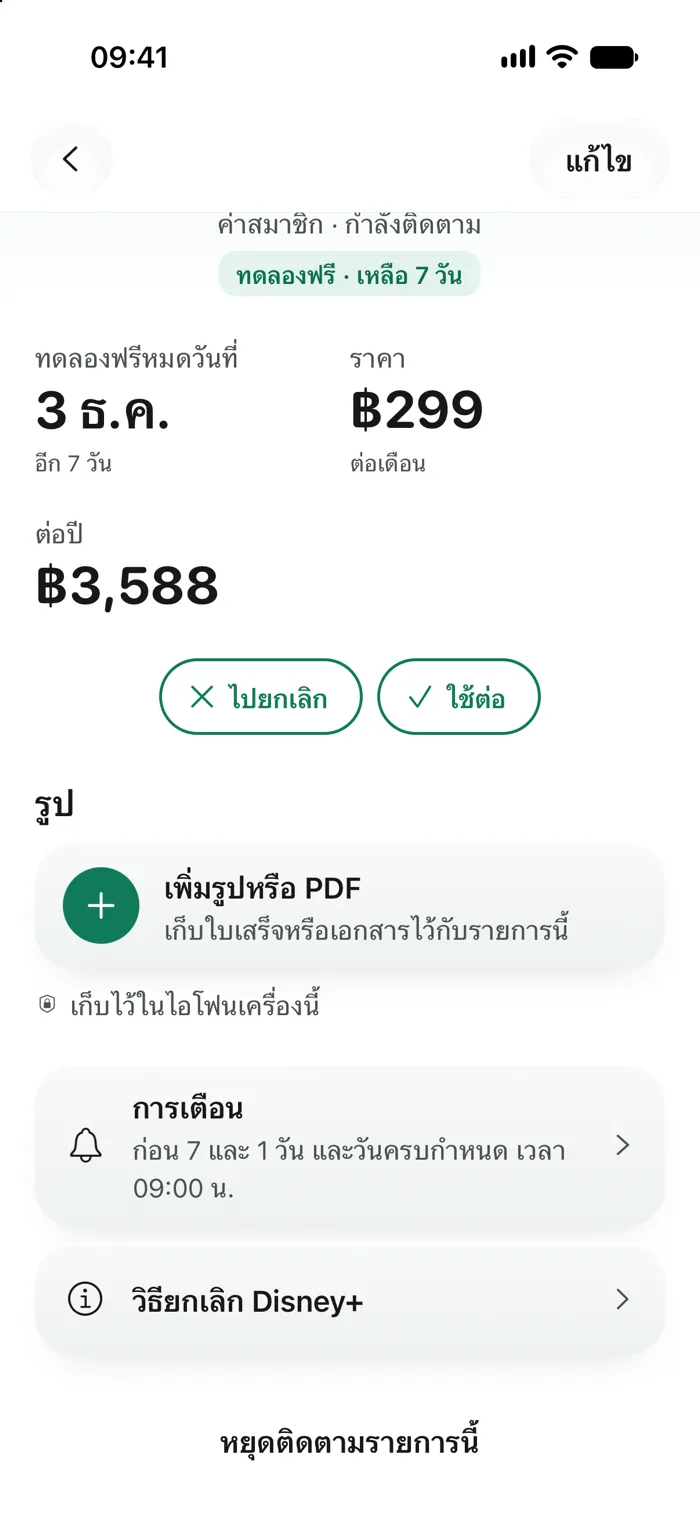 09:41
แก้ไข
ค่าสมาชิก · กำลังติดตาม
ทดลองฟรี · เหลือ 7 วัน
ทดลองฟรีหมดวันที่
ราคา
3 ธ.ค.
฿299
อีก 7 วัน
ต่อเดือน
ต่อปี
฿3,588
ไปยกเลิก
ใช้ต่อ
รูป
เพิ่มรูปหรือ PDF
เก็บใบเสร็จหรือเอกสารไว้กับรายการนี้
เก็บไว้ในไอโฟนเครื่องนี้
การเตือน
ก่อน 7 และ 1 วัน และวันครบกำหนด เวลา
09:00 น.
วิธียกเลิก Disney+
หยุดติดตามรายการนี้